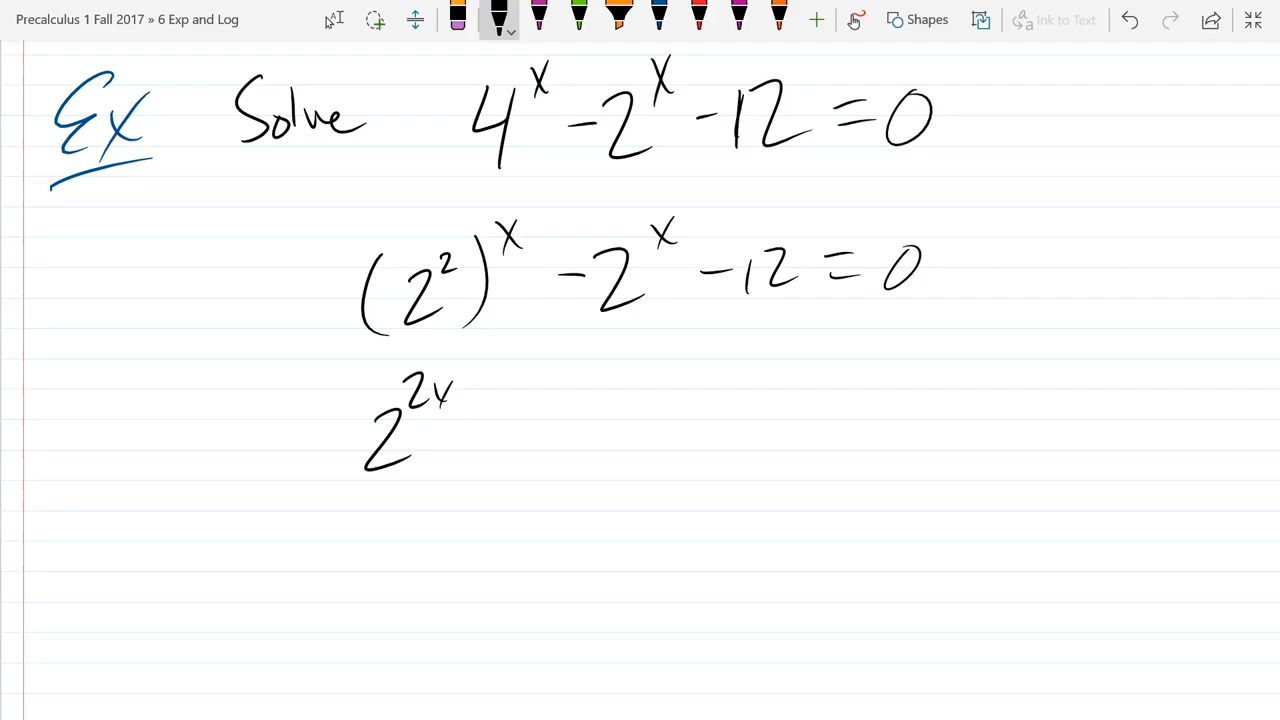 Precalculus 1 Fall 2017 » 6 Exp and Log
Shapes
Ink to Text
Ex Solve 4^x - 2^x - 12 = 0
(2^2)^x - 2^x - 12 = 0
2^2x